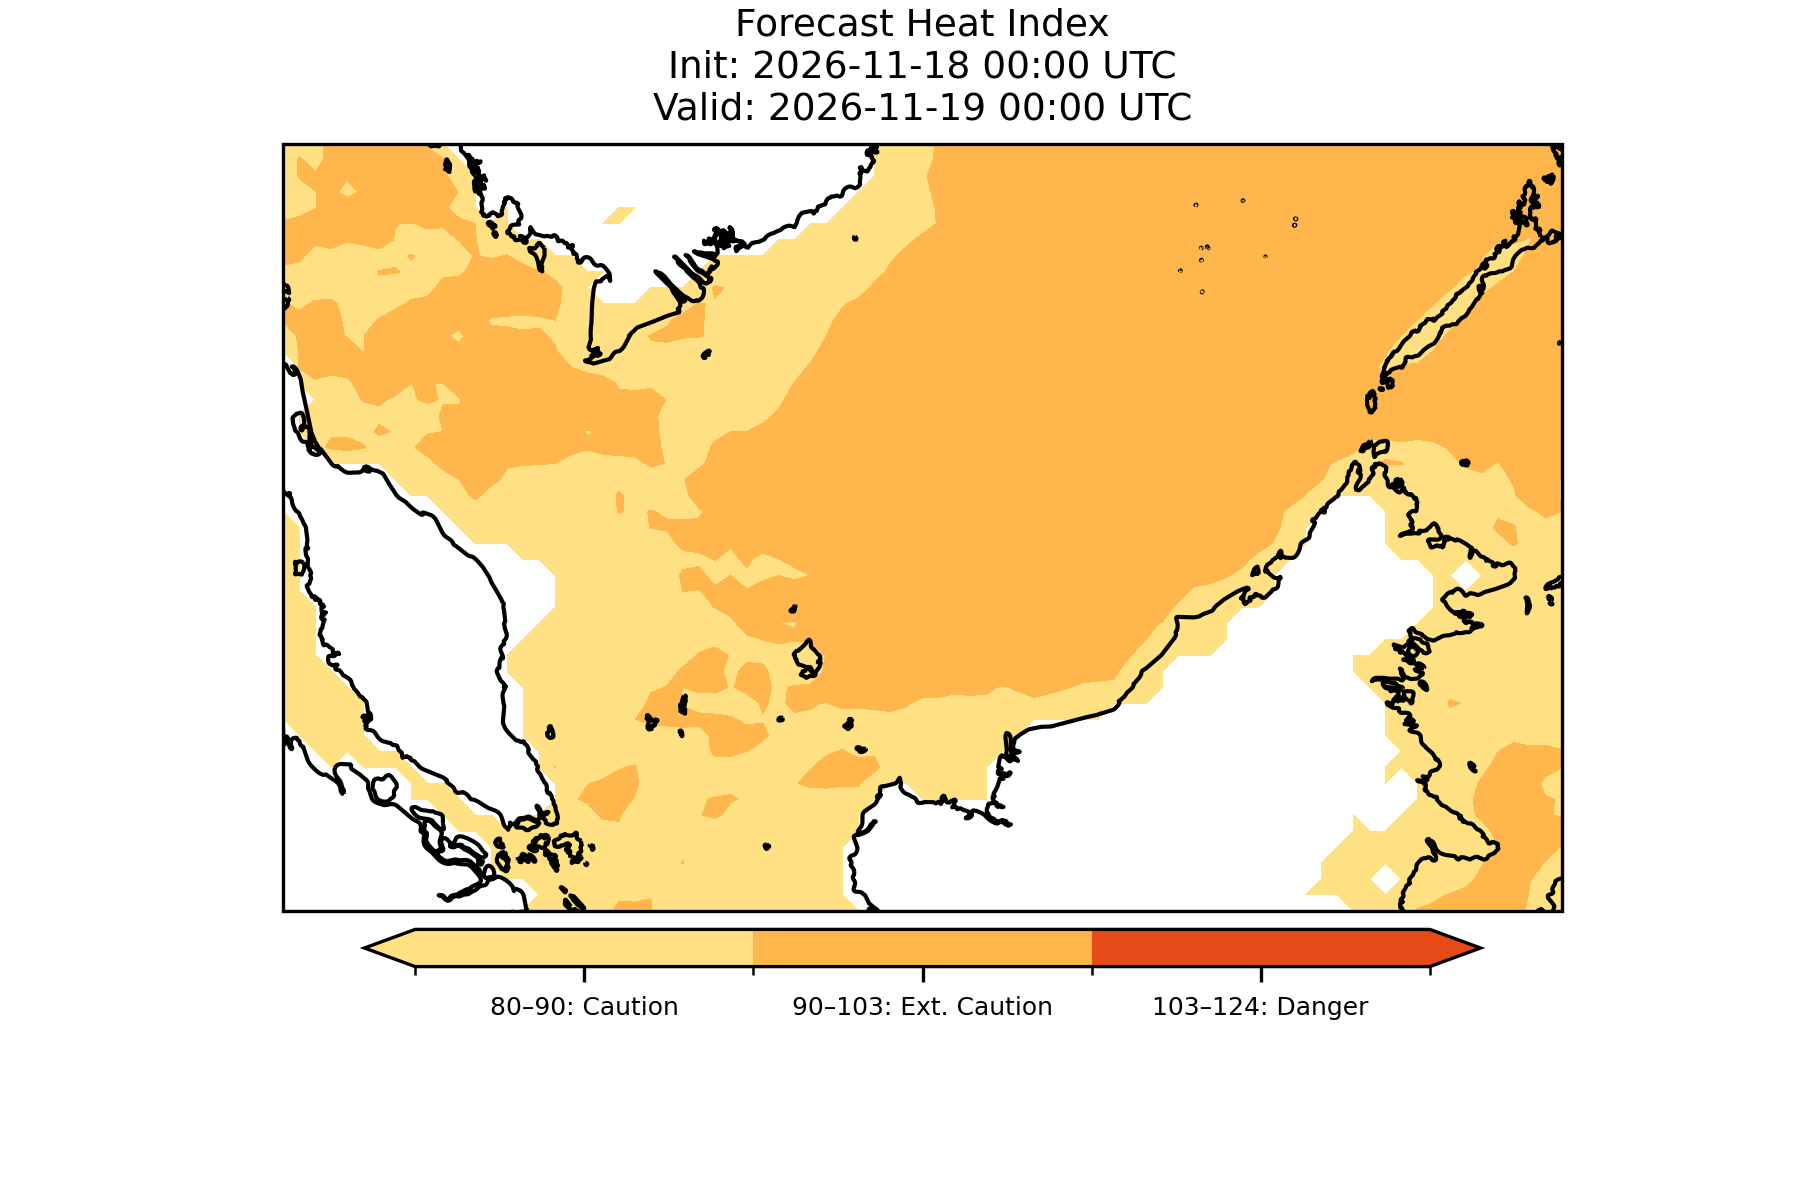 Forecast Heat Index
Init: 2026-11-18 00:00 UTC
Valid: 2026-11-19 00:00 UTC
80–90: Caution
90–103: Ext. Caution
103–124: Danger